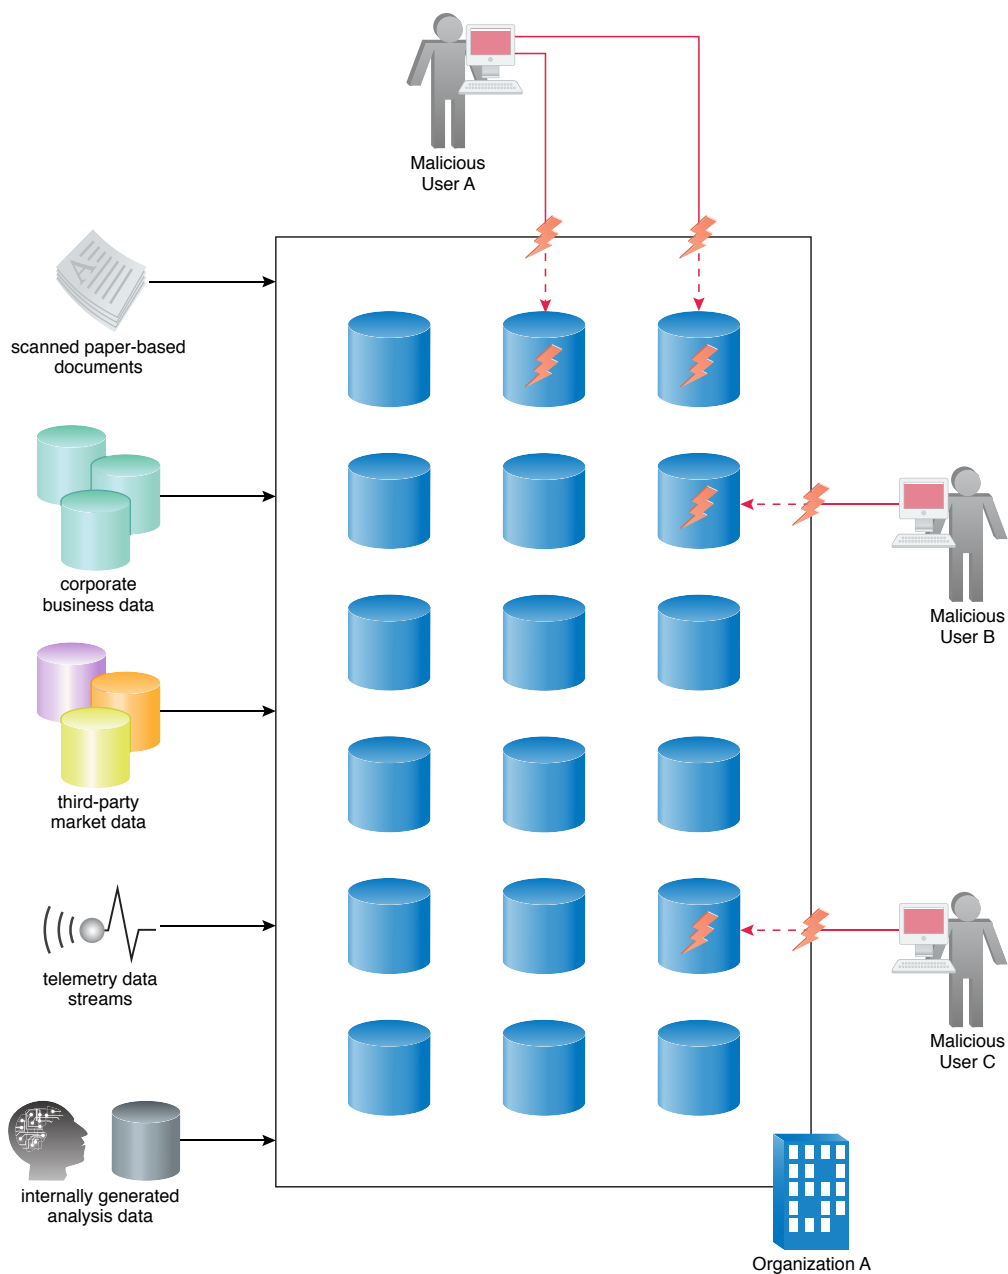 Malicious
User A
scanned paper-based
documents
corporate
business data
Malicious
User B
third-party
market data
telemetry data
streams
Malicious
User C
internally generated
analysis data
Organization A